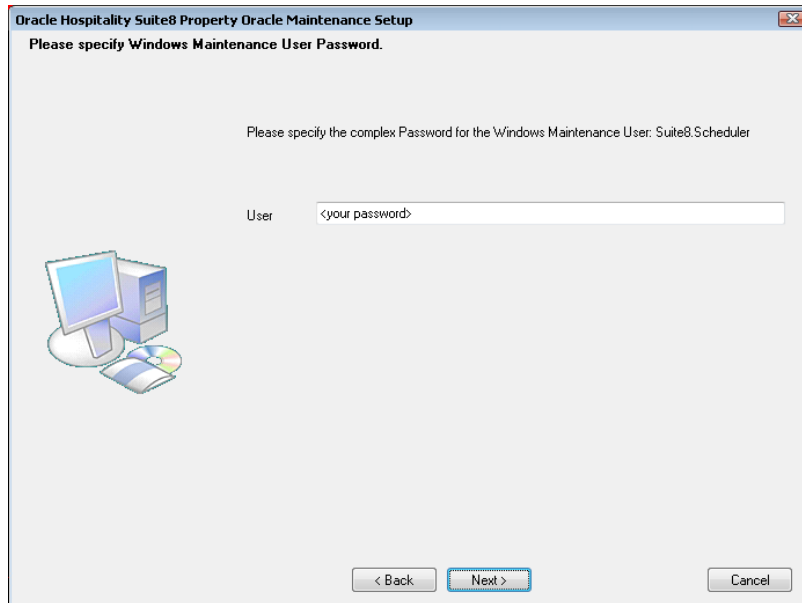 Oracle Hospitality Suite8 Property Oracle Maintenance Setup
Please specify Windows Maintenance User Password.
Please specify the complex Password for the Windows Maintenance User: Suite8.Scheduler
User <your password>
< Back Next > Cancel